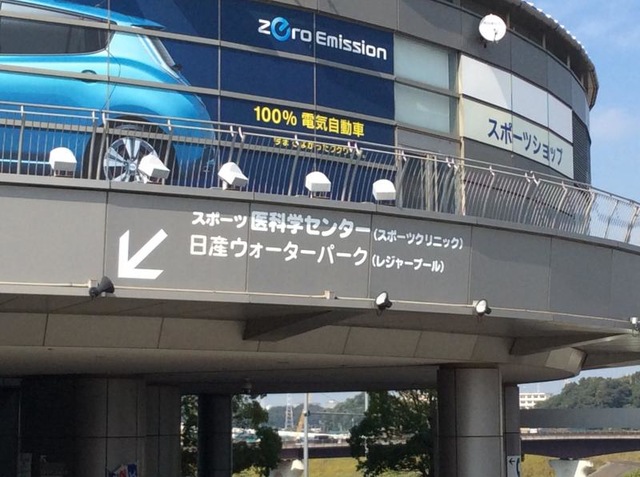 Zero Emission
100% 電気自動車
スポーツショップ
スポーツ 医科学センター(スポーツクリニック)
日産ウォーターパーク(レジャープール)